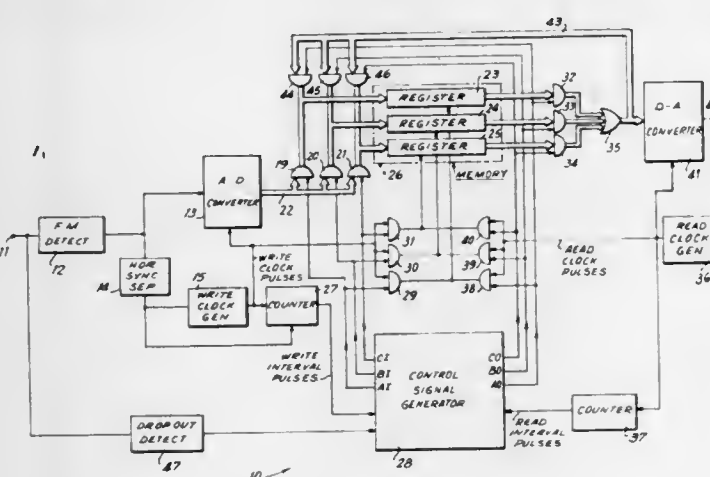 43
44
45
46
REGISTER
23
REGISTER
24
REGISTER
25
32
33
34
35
D-A
CONVERTER
41
19
20
21
22
26
MEMORY
A D
CONVERTER
13
11
F M
DETECT
12
HOR
SYNC
SEP
14
15
WRITE
CLOCK
GEN
WRITE
CLOCK
PULSES
27
COUNTER
31
30
29
40
39
38
READ
CLOCK
PULSES
READ
CLOCK
GEN
36
WRITE
INTERVAL
PULSES
CI
BI
AI
CONTROL
SIGNAL
GENERATOR
CO
BO
AO
28
READ
INTERVAL
PULSES
COUNTER
37
DROPOUT
DETECT
47
10